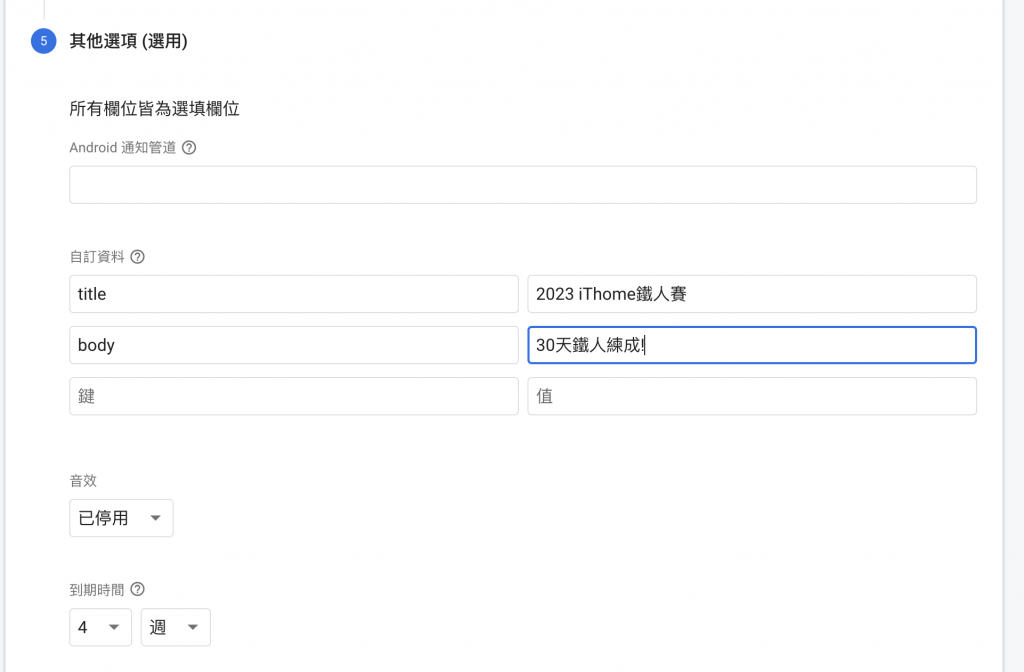 5 其他選項 (選用)
所有欄位皆為選填欄位
Android 通知管道 ?
自訂資料 ?
title 2023 iThome鐵人賽
body 30天鐵人練成!
鍵 值
音效
已停用
到期時間 ?
4 週